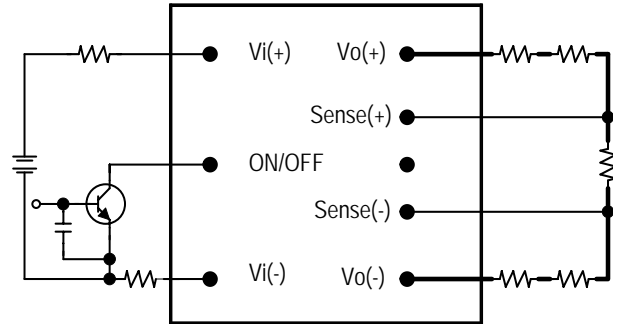 Vi(+) Vo(+)
Sense(+)
ON/OFF
Sense(-)
Vi(-) Vo(-)